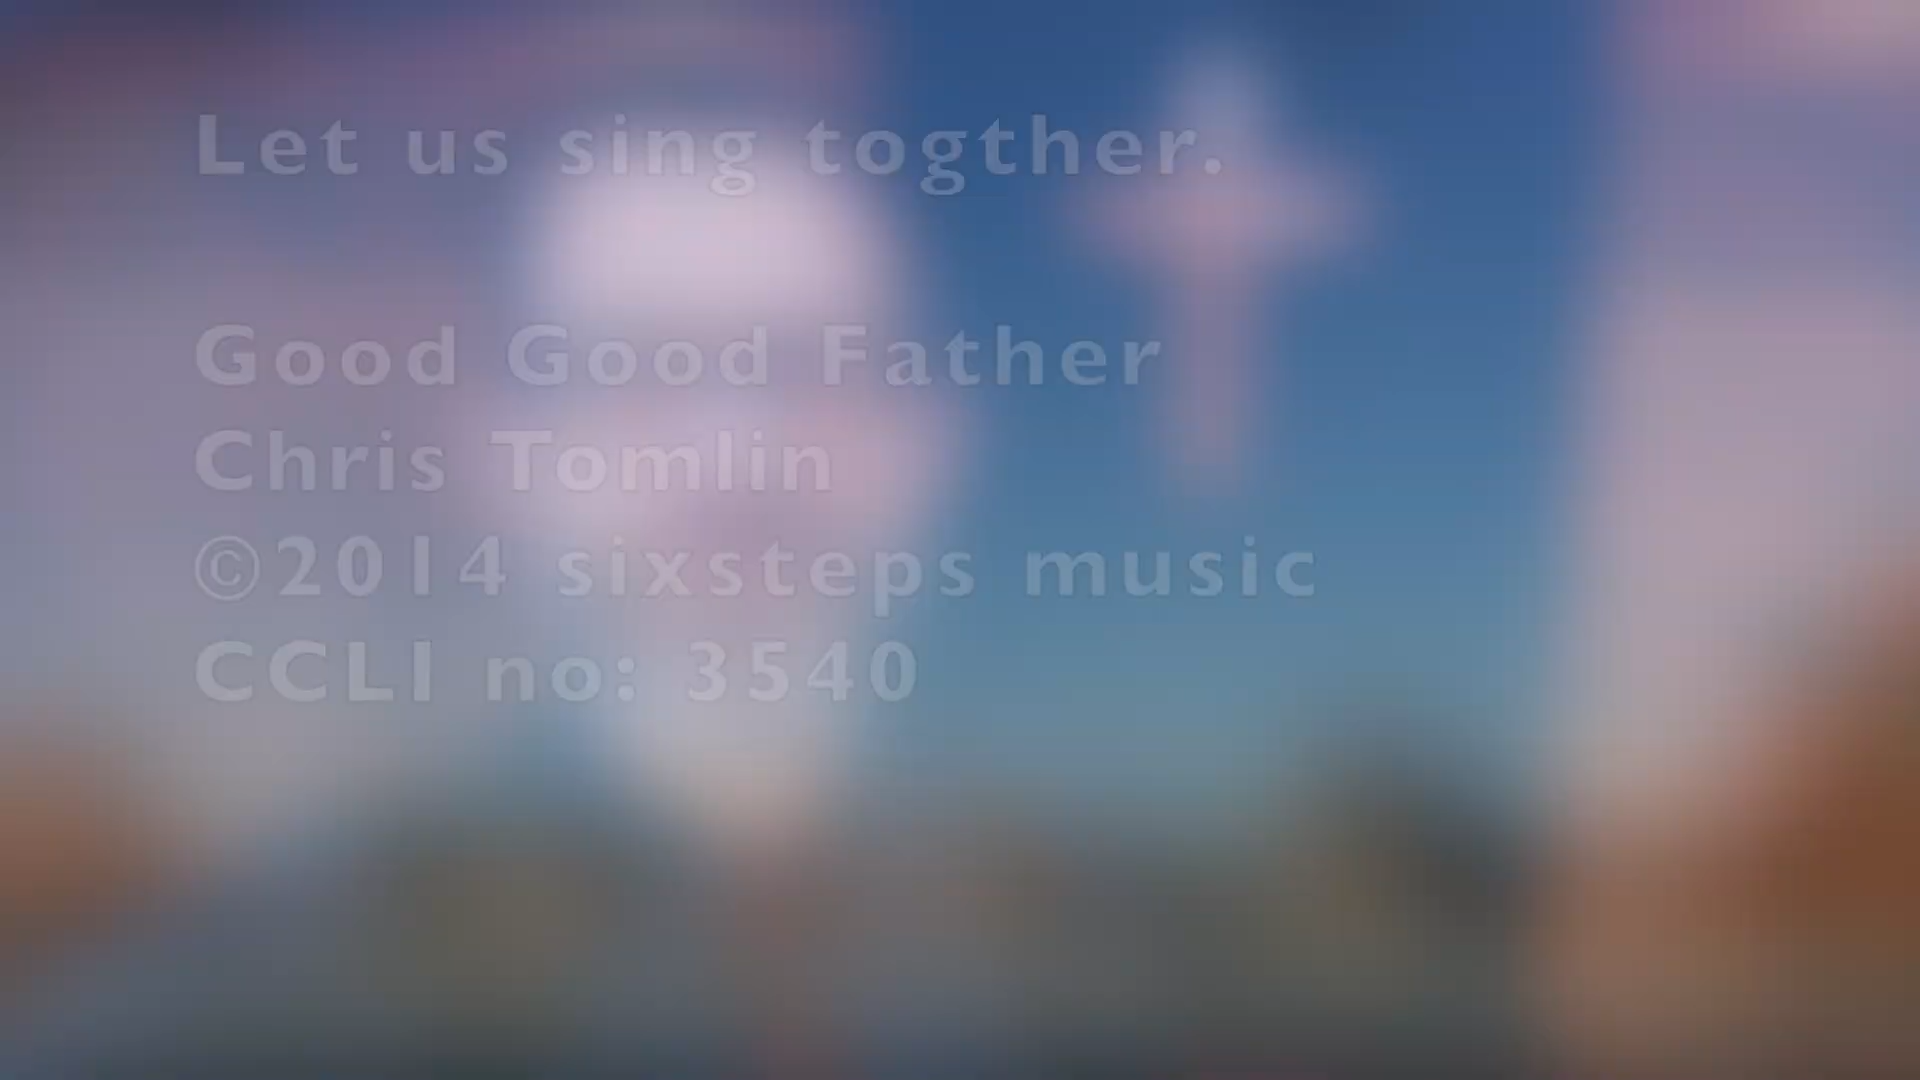 Let us sing togther.
Good Good Father
Chris Tomlin
©2014 sixsteps music
CCLI no: 3540